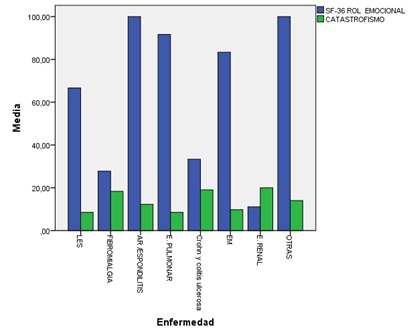 SF-36 ROL EMOCIONAL
CATASTROFISMO
100,00
80,00
60,00
40,00
20,00
,00
Media
LES
FIBROMIALGIA
AR /ESPONDILITIS
E. PULMONAR
Crohn y colitis ulcerosa
EM
E. RENAL
OTRAS
Enfermedad